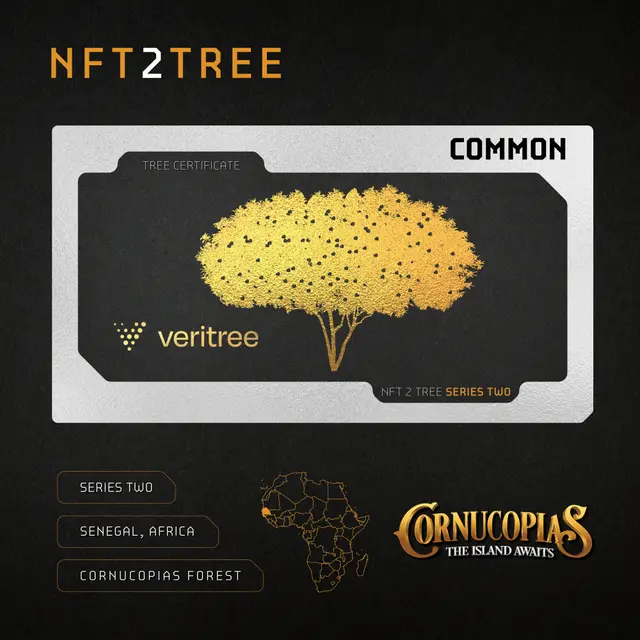 NFT2TREE
COMMON
TREE CERTIFICATE
veritree
NFT 2 TREE SERIES TWO
SERIES TWO
SENEGAL, AFRICA
CORNUCOPIAS FOREST
CORNUCOPIAS
THE ISLAND AWAITS